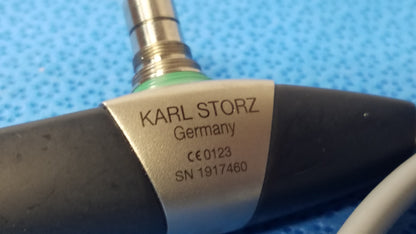 KARL STORZ
Germany
CE0123
SN 1917460